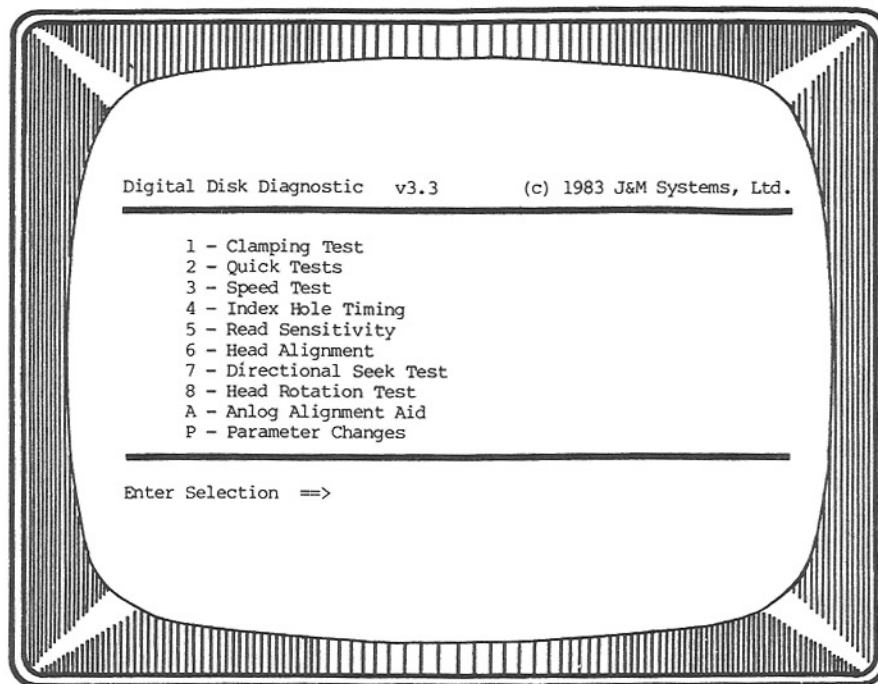 Digital Disk Diagnostic v3.3 (c) 1983 J&M Systems, Ltd.
1 - Clamping Test
2 - Quick Tests
3 - Speed Test
4 - Index Hole Timing
5 - Read Sensitivity
6 - Head Alignment
7 - Directional Seek Test
8 - Head Rotation Test
A - Anlog Alignment Aid
P - Parameter Changes
Enter Selection ==>